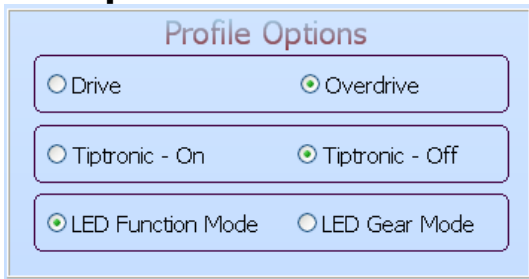 Profile Options
Drive Overdrive
Tiptronic - On Tiptronic - Off
LED Function Mode LED Gear Mode